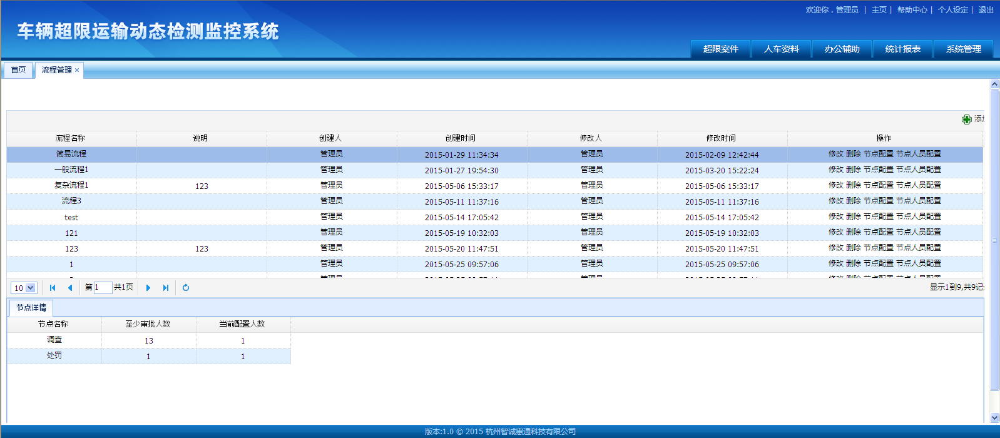 欢迎你，管理员 | 主页 | 帮助中心 | 个人设定 | 退出
车辆超限运输动态检测监控系统
超限案件 人车资料 办公辅助 统计报表 系统管理
首页 流程管理 ×
流程名称 说明 创建人 创建时间 修改人 修改时间 操作
简易流程 管理员 2015-01-29 11:34:34 管理员 2015-02-09 12:42:44 修改 删除 节点配置 节点人员配置
一般流程1 管理员 2015-01-27 19:54:30 管理员 2015-03-20 15:22:24 修改 删除 节点配置 节点人员配置
复杂流程1 123 管理员 2015-05-06 15:33:17 管理员 2015-05-06 15:33:17 修改 删除 节点配置 节点人员配置
流程3 管理员 2015-05-11 11:37:16 管理员 2015-05-11 11:37:16 修改 删除 节点配置 节点人员配置
test 管理员 2015-05-14 17:05:42 管理员 2015-05-14 17:05:42 修改 删除 节点配置 节点人员配置
121 管理员 2015-05-19 10:32:03 管理员 2015-05-19 10:32:03 修改 删除 节点配置 节点人员配置
123 123 管理员 2015-05-20 11:47:51 管理员 2015-05-20 11:47:51 修改 删除 节点配置 节点人员配置
1 管理员 2015-05-25 09:57:06 管理员 2015-05-25 09:57:06 修改 删除 节点配置 节点人员配置
10 第 1 共1页 显示1到9,共9记
节点详情
节点名称 至少审批人数 当前配置人数
调查 13 1
处罚 1 1
版本:1.0 © 2015 杭州智诚惠通科技有限公司